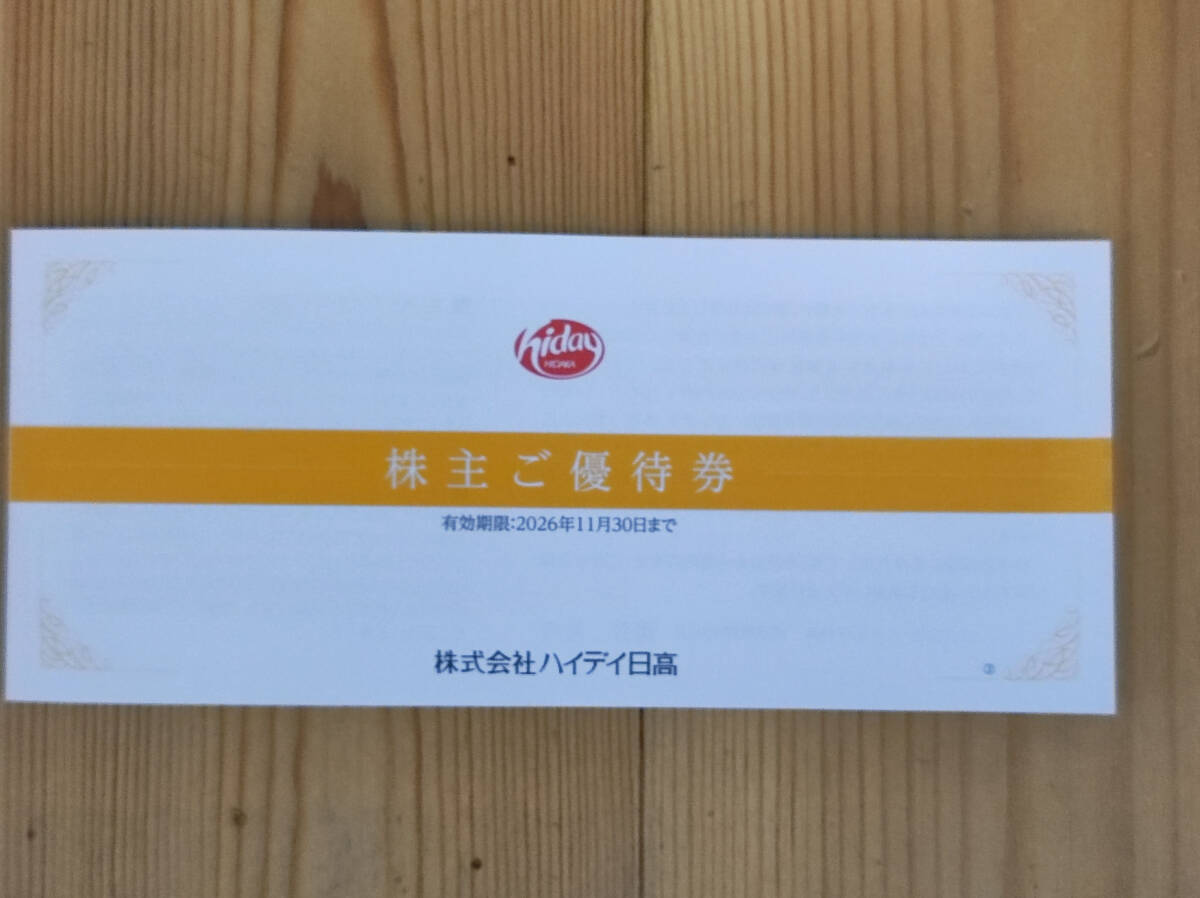 hiday
HIDAKA
株主ご優待券
有効期限:2026年11月30日まで
株式会社ハイデイ日高